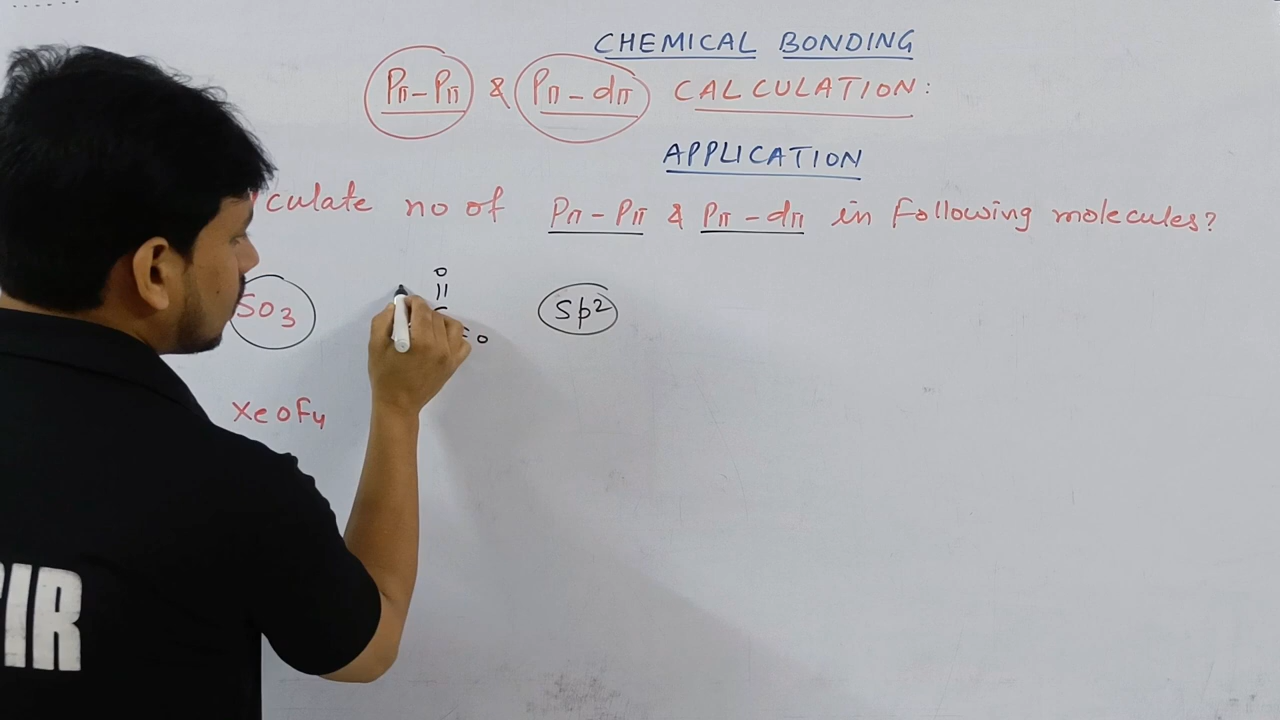 CHEMICAL BONDING
Pπ-Pπ & Pπ-dπ CALCULATION:
APPLICATION
no of Pπ-Pπ & Pπ-dπ in following molecules?
O
SO3 Sp²
= O
XeOF4